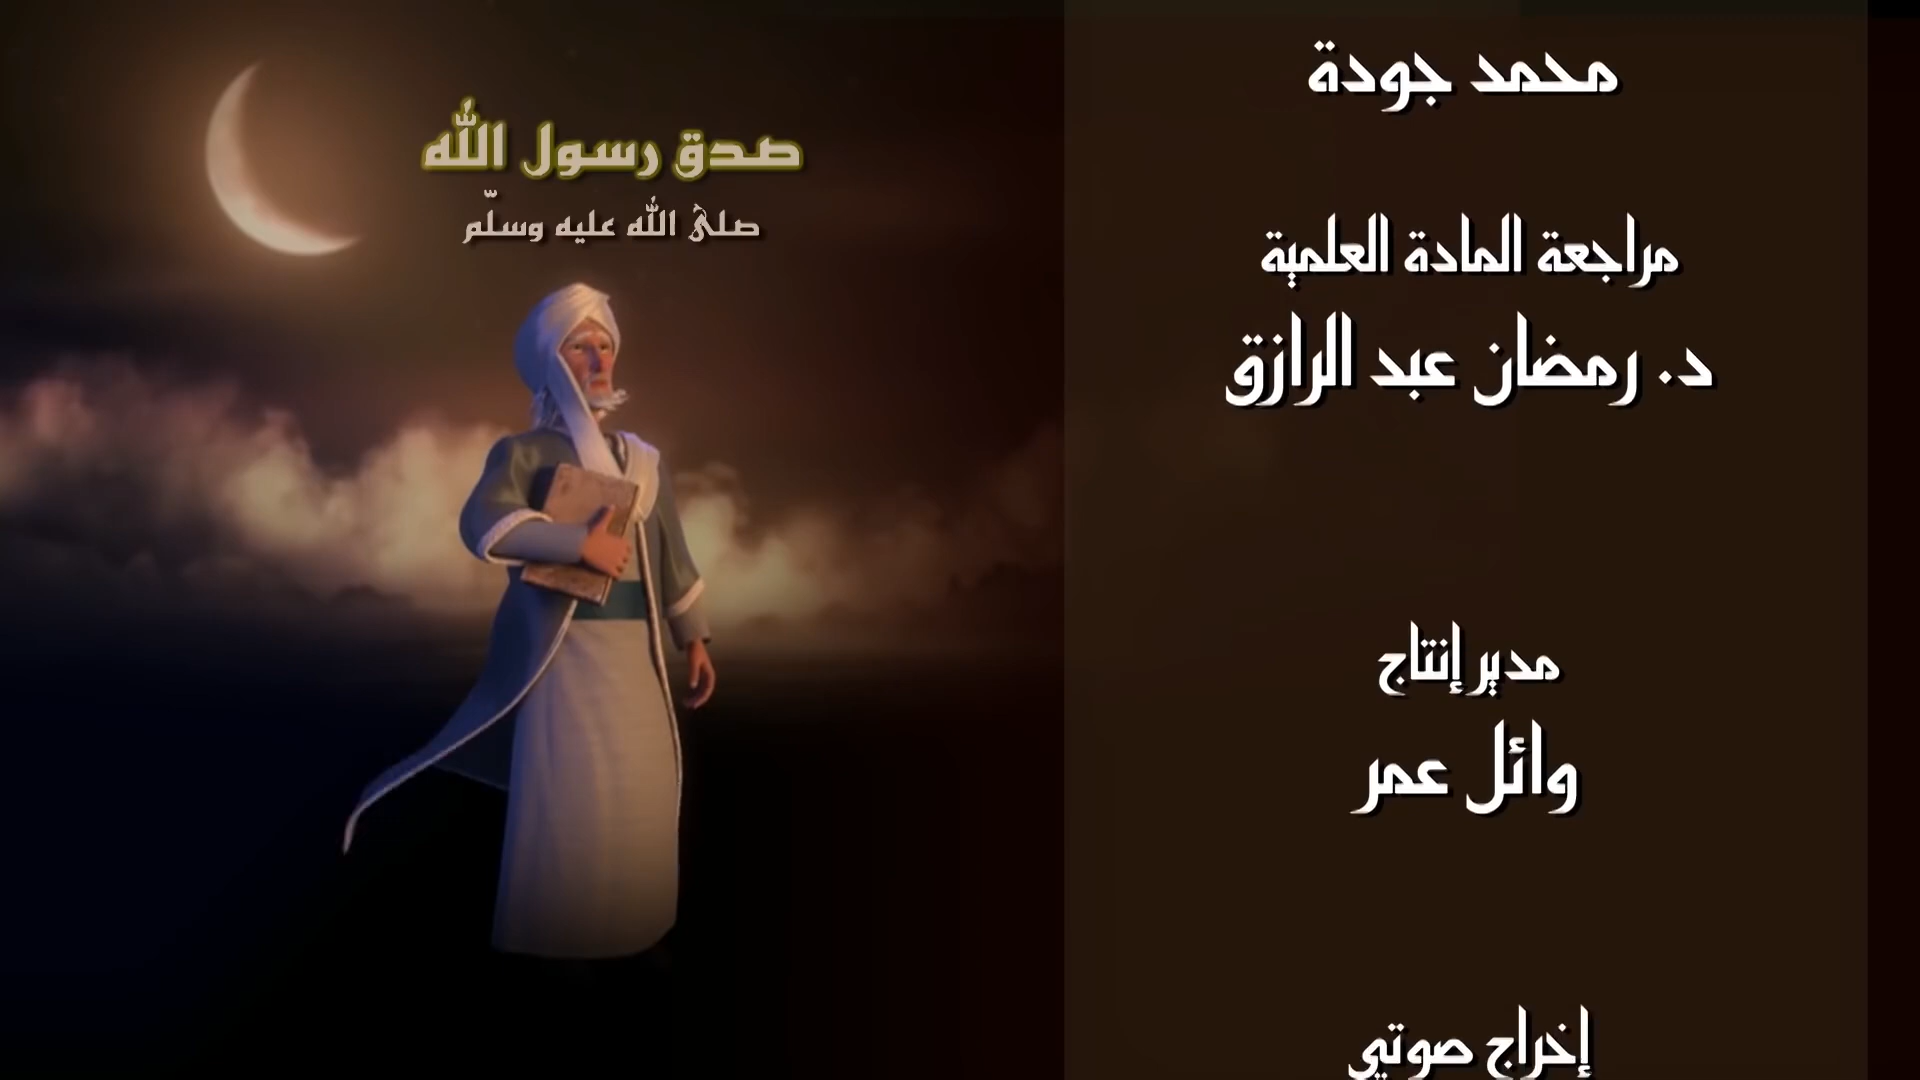 صدق رسول الله
صلى الله عليه وسلّم
محمد جودة
مراجعة المادة العلمية
د. رمضان عبد الرازق
مدير إنتاج
وائل عمر
إخراج صوتي